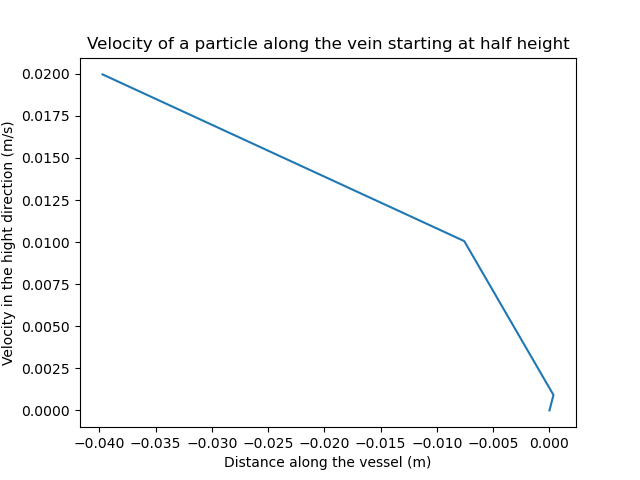 Velocity of a particle along the vein starting at half height
Velocity in the hight direction (m/s)
0.0200
0.0175
0.0150
0.0125
0.0100
0.0075
0.0050
0.0025
0.0000
−0.040 −0.035 −0.030 −0.025 −0.020 −0.015 −0.010 −0.005 0.000
Distance along the vessel (m)